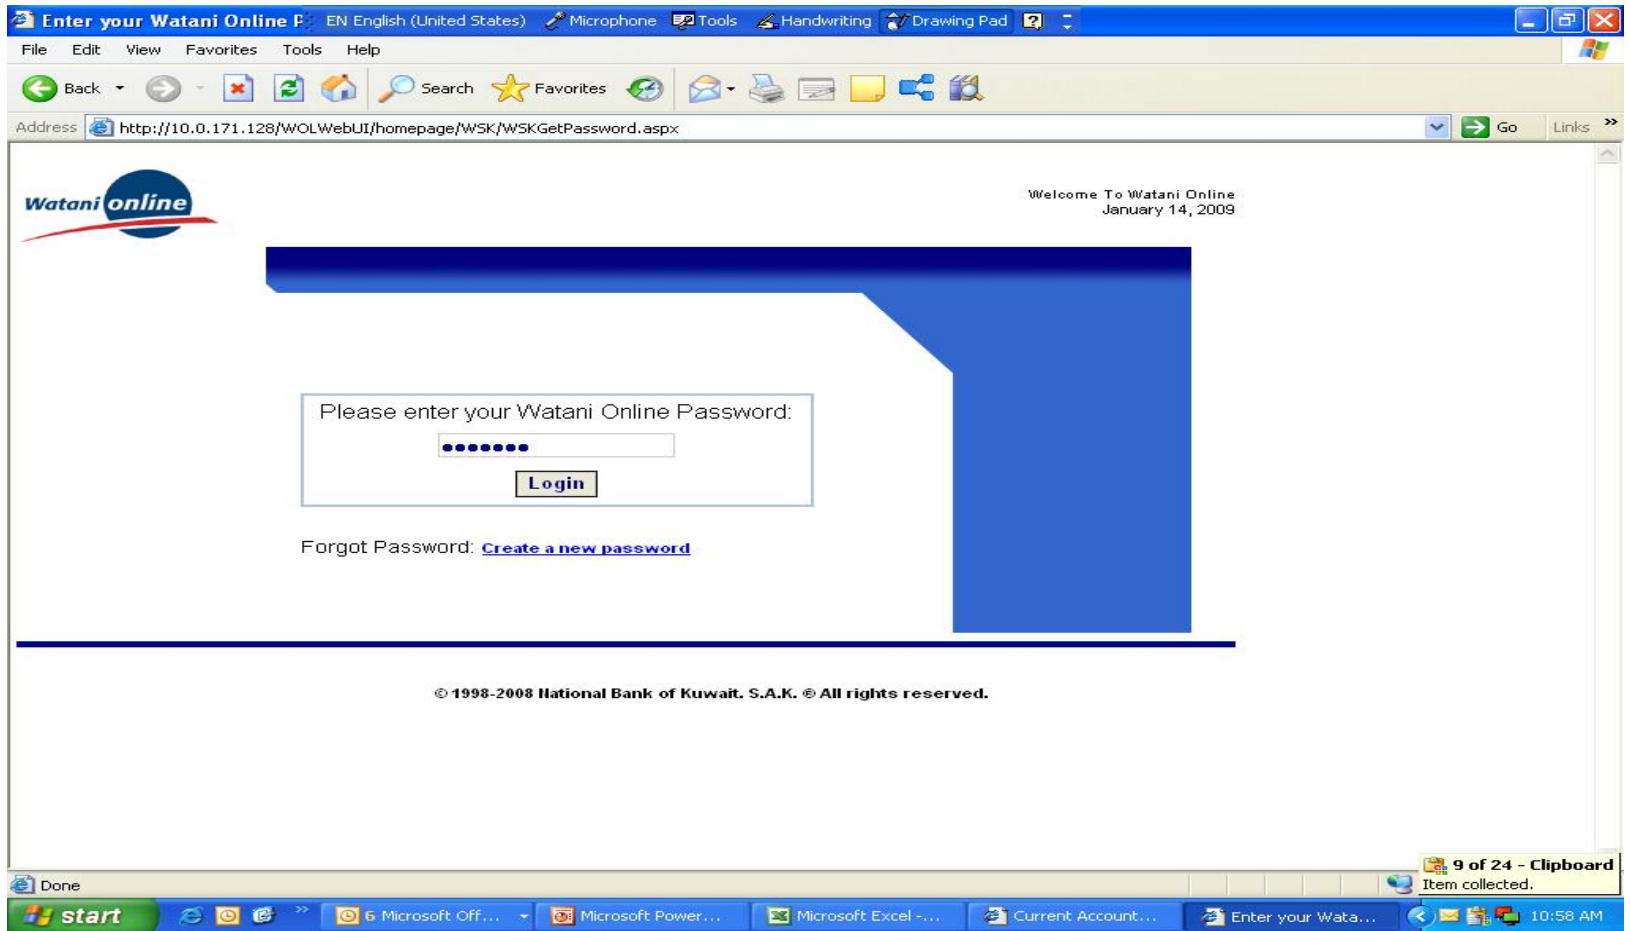 Enter your Watani Online P
EN English (United States) Microphone Tools Handwriting Drawing Pad
File Edit View Favorites Tools Help
Back Search Favorites
Address http://10.0.171.128/WOLWebUI/homepage/WSK/WSKGetPassword.aspx Go Links »
Watani online
Welcome To Watani Online
January 14, 2009
Please enter your Watani Online Password:
•••••••
Login
Forgot Password: Create a new password
© 1998-2008 National Bank of Kuwait. S.A.K. ® All rights reserved.
9 of 24 - Clipboard
Item collected.
Done
start » 6 Microsoft Off... Microsoft Power... Microsoft Excel -... Current Account... Enter your Wata... 10:58 AM